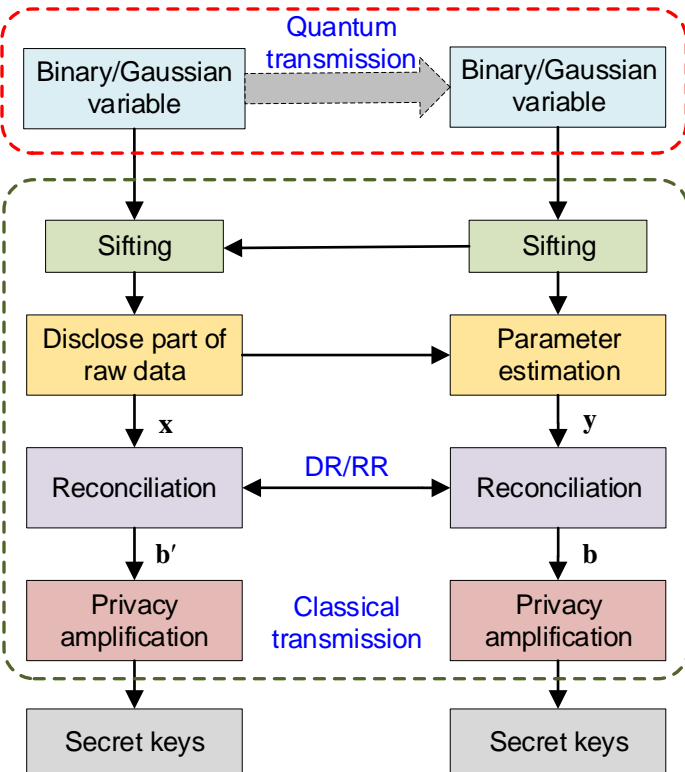 Quantum
transmission
Binary/Gaussian
variable
Binary/Gaussian
variable
Sifting
Sifting
Disclose part of
raw data
Parameter
estimation
x
y
Reconciliation
DR/RR
Reconciliation
b′
b
Privacy
amplification
Classical
transmission
Privacy
amplification
Secret keys
Secret keys